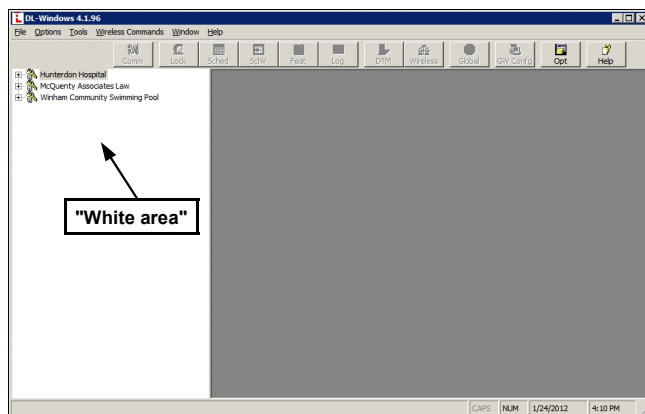 DL-Windows 4.1.96
File Options Tools Wireless Commands Window Help
Comm Lock Sched SchW Feat Log DTM Wireless Global GW Config Opt Help
Hunterdon Hospital
McQuenty Associates Law
Winham Community Swimming Pool
"White area"
CAPS NUM 1/24/2012 4:10 PM